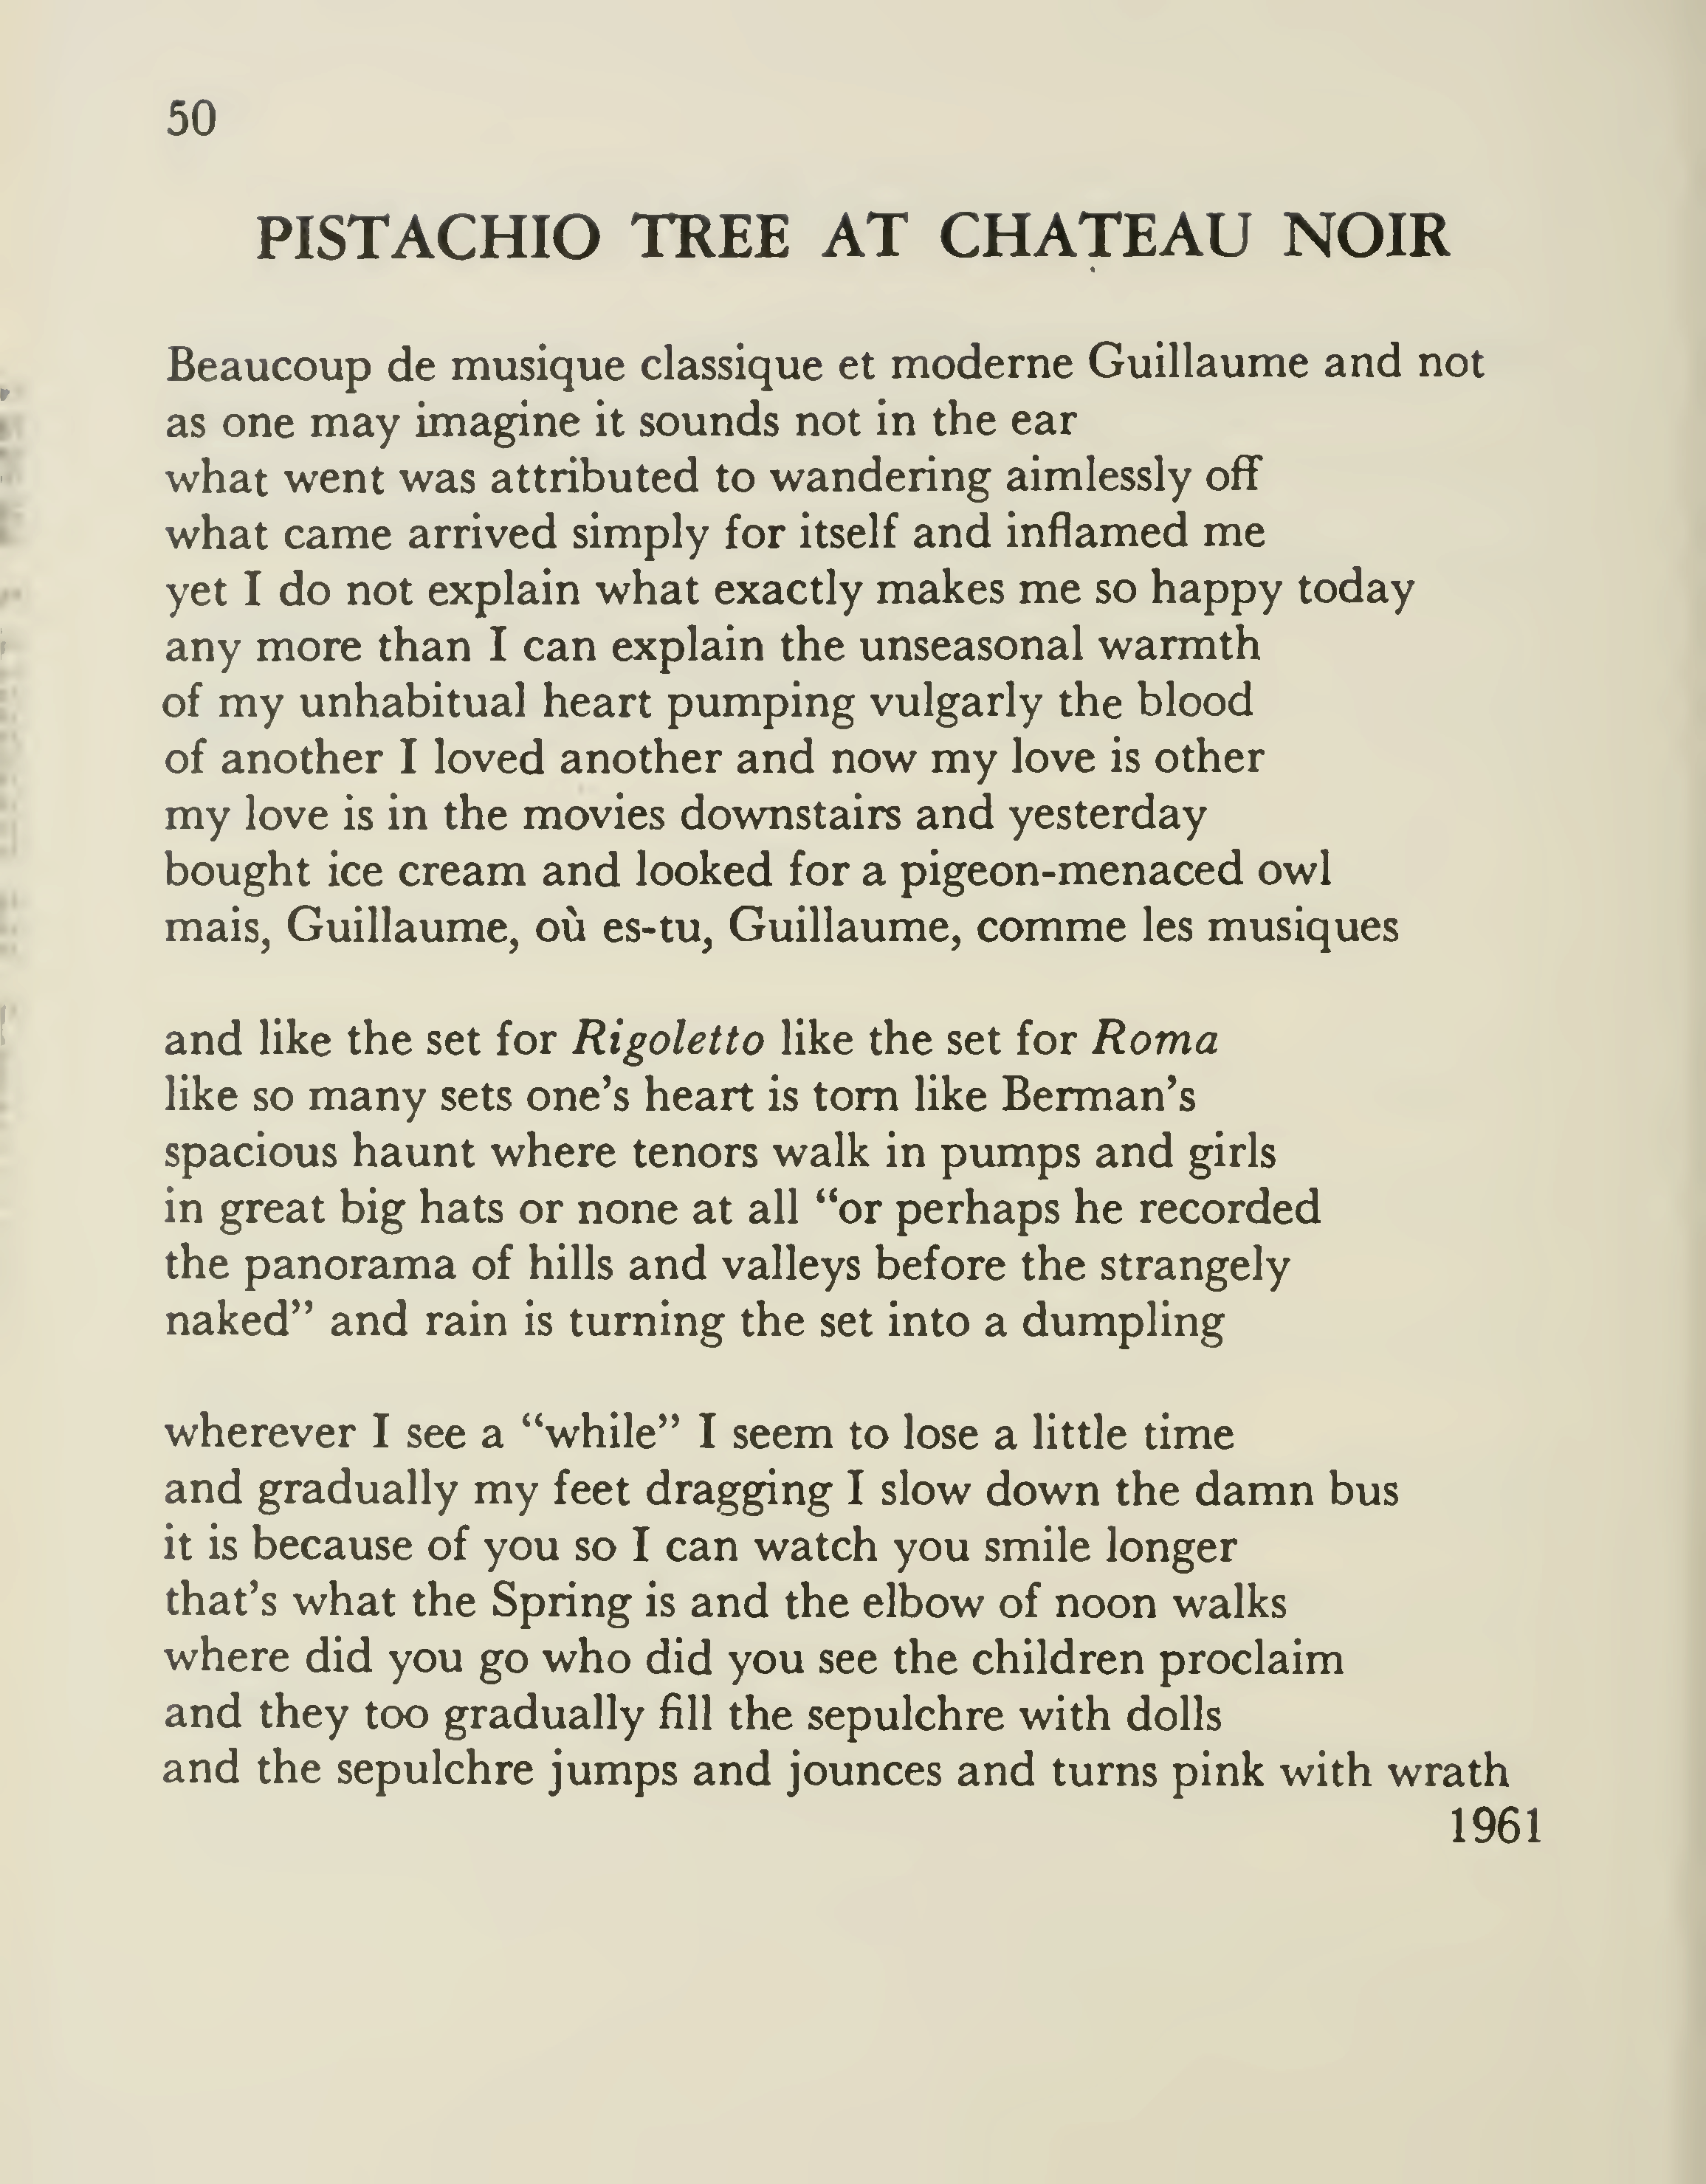 50
PISTACHIO TREE AT CHATEAU NOIR
Beaucoup de musique classique et moderne Guillaume and not
as one may imagine it sounds not in the ear
what went was attributed to wandering aimlessly off
what came arrived simply for itself and inflamed me
yet I do not explain what exactly makes me so happy today
any more than I can explain the unseasonal warmth
of my unhabitual heart pumping vulgarly the blood
of another I loved another and now my love is other
my love is in the movies downstairs and yesterday
bought ice cream and looked for a pigeon-menaced owl
mais, Guillaume, où es-tu, Guillaume, comme les musiques
and like the set for Rigoletto like the set for Roma
like so many sets one's heart is torn like Berman's
spacious haunt where tenors walk in pumps and girls
in great big hats or none at all “or perhaps he recorded
the panorama of hills and valleys before the strangely
naked” and rain is turning the set into a dumpling
wherever I see a “while” I seem to lose a little time
and gradually my feet dragging I slow down the damn bus
it is because of you so I can watch you smile longer
that's what the Spring is and the elbow of noon walks
where did you go who did you see the children proclaim
and they too gradually fill the sepulchre with dolls
and the sepulchre jumps and jounces and turns pink with wrath
1961